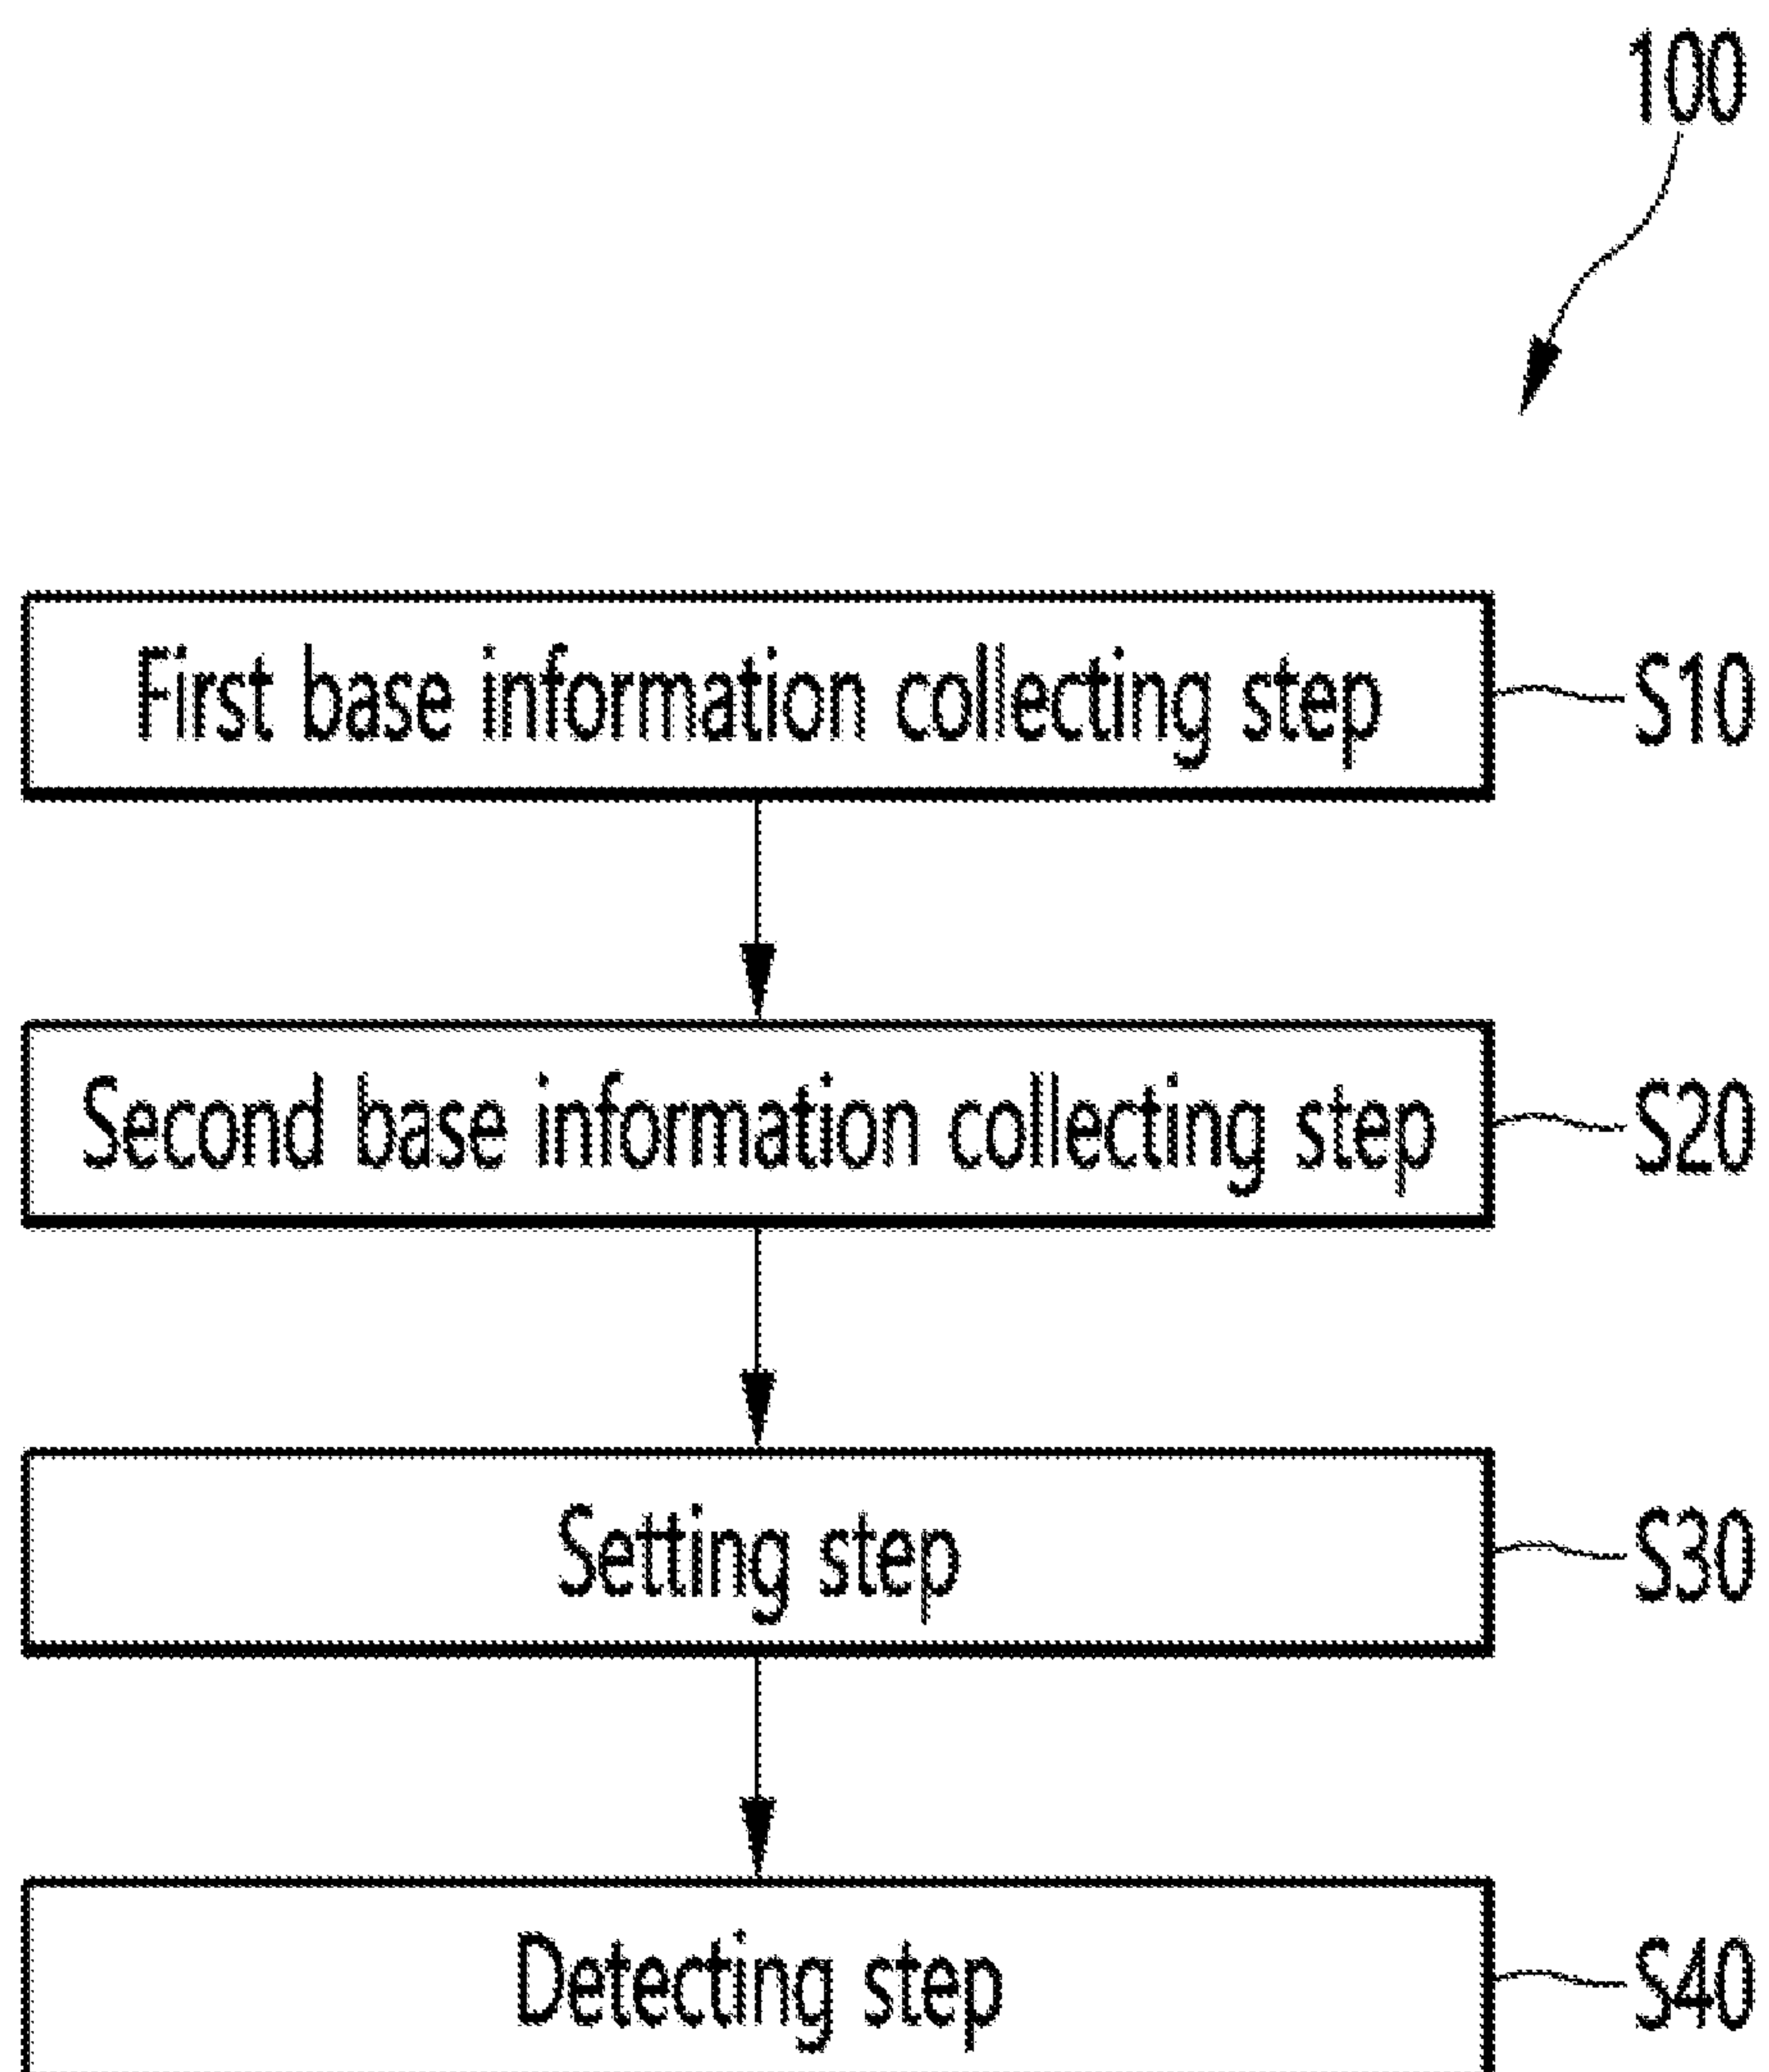 100
First base information collecting step
S10
Second base information collecting step
S20
Setting step
S30
Detecting step
S40